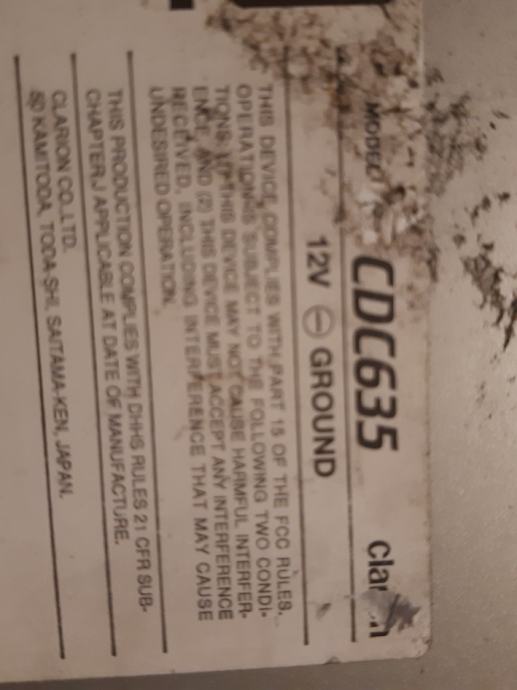 MODEL CDC635
12V ⊖ GROUND
THIS DEVICE COMPLIES WITH PART 15 OF THE FCC RULES.
OPERATION IS SUBJECT TO THE FOLLOWING TWO CONDI-
TIONS: (1) THIS DEVICE MAY NOT CAUSE HARMFUL INTERFER-
ENCE, AND (2) THIS DEVICE MUST ACCEPT ANY INTERFERENCE
RECEIVED, INCLUDING INTERFERENCE THAT MAY CAUSE
UNDESIRED OPERATION.
THIS PRODUCTION COMPLIES WITH DHHS RULES 21 CFR SUB-
CHAPTER J APPLICABLE AT DATE OF MANUFACTURE.
CLARION CO., LTD.
50 KAMITODA, TODA-SHI, SAITAMA-KEN, JAPAN.